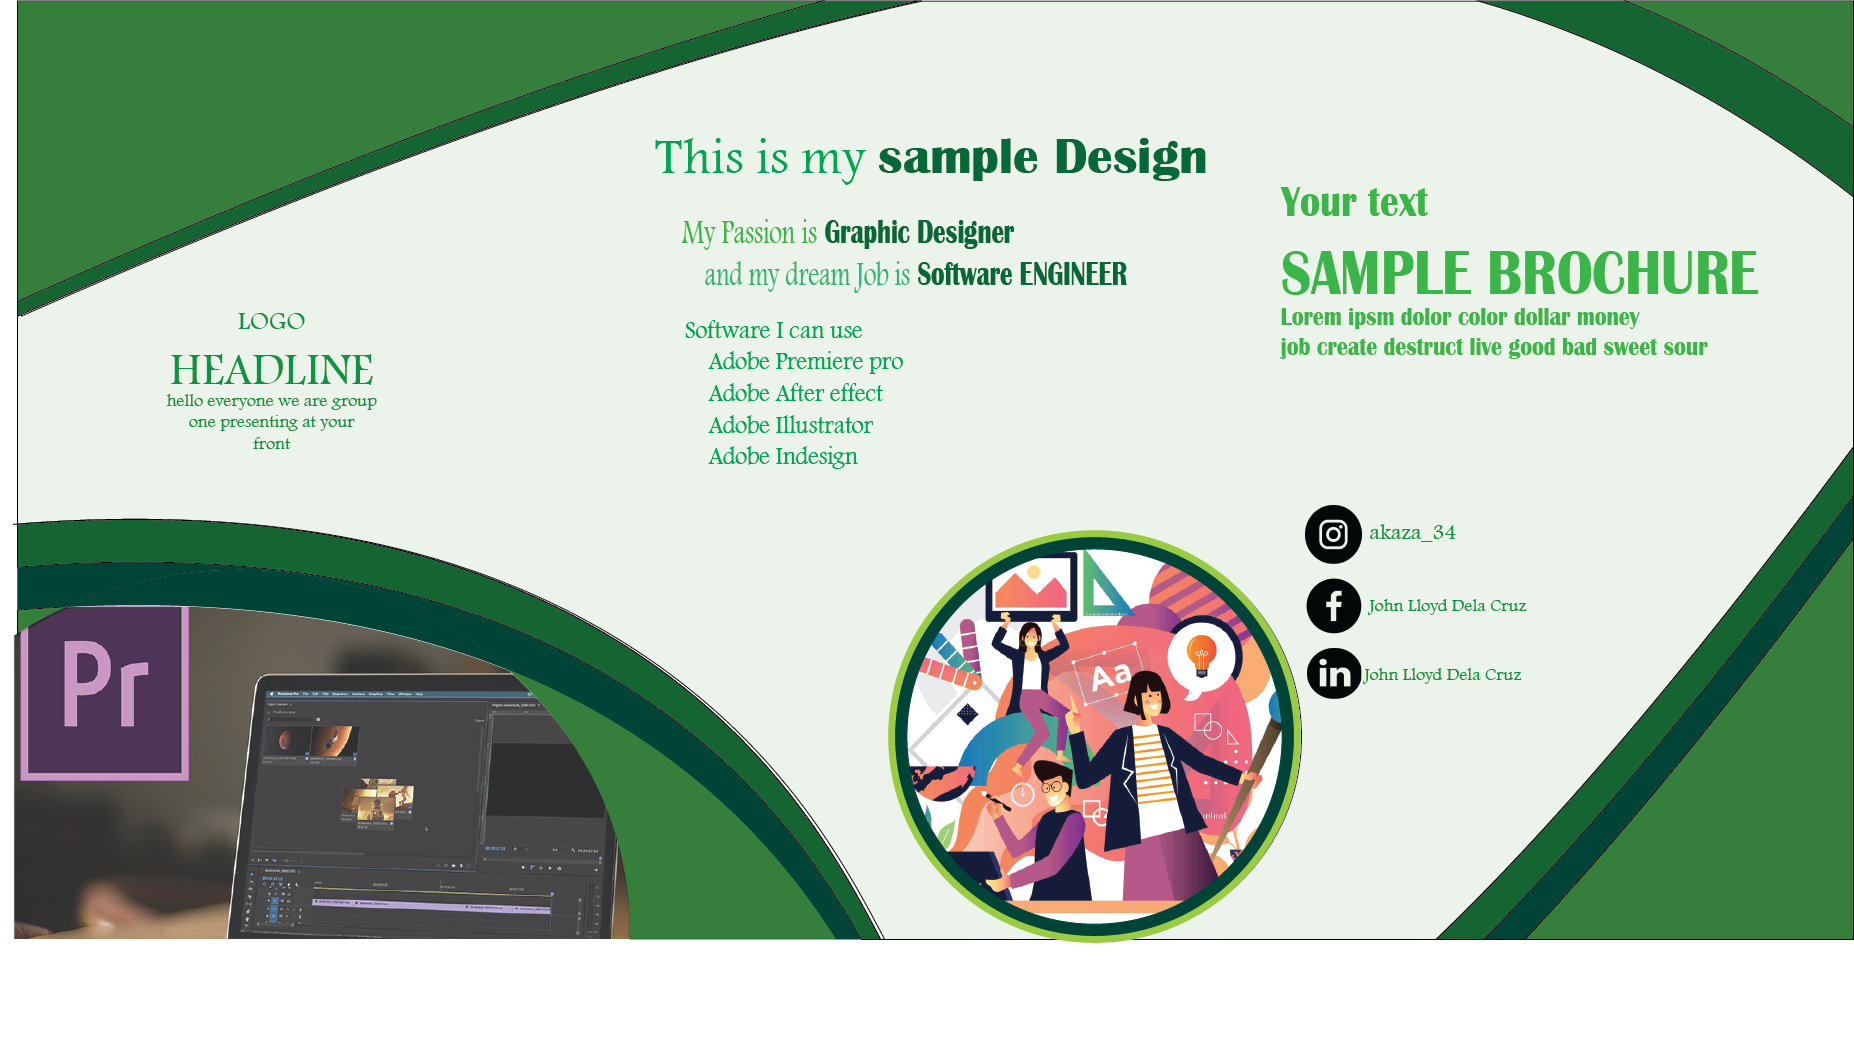 This is my sample Design
My Passion is Graphic Designer
and my dream Job is Software ENGINEER
Software I can use
Adobe Premiere pro
Adobe After effect
Adobe Illustrator
Adobe Indesign
LOGO
HEADLINE
hello everyone we are group
one presenting at your
front
Your text
SAMPLE BROCHURE
Lorem ipsm dolor color dollar money
job create destruct live good bad sweet sour
akaza_34
John Lloyd Dela Cruz
in
John Lloyd Dela Cruz
Pr
Aa